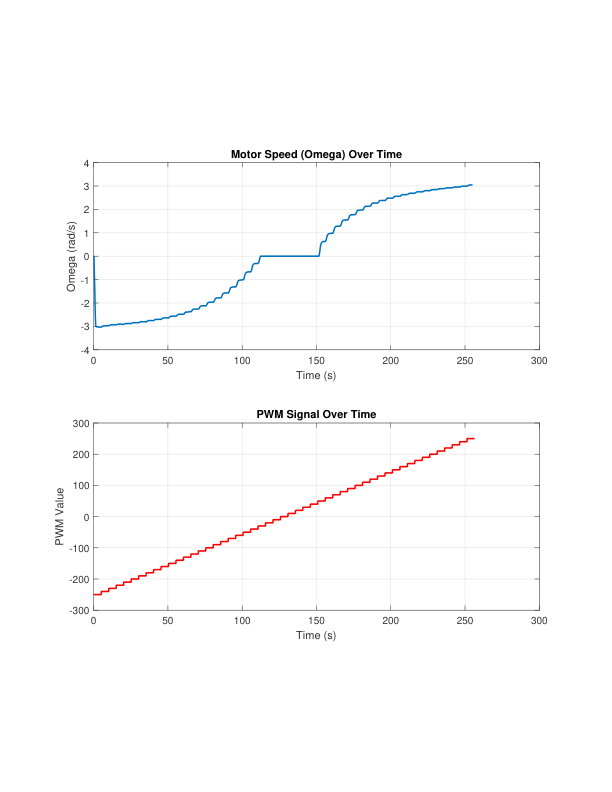 Motor Speed (Omega) Over Time
4
3
2
1
0
-1
-2
-3
-4
Omega (rad/s)
0 50 100 150 200 250 300
Time (s)
PWM Signal Over Time
300
200
100
0
-100
-200
-300
PWM Value
0 50 100 150 200 250 300
Time (s)